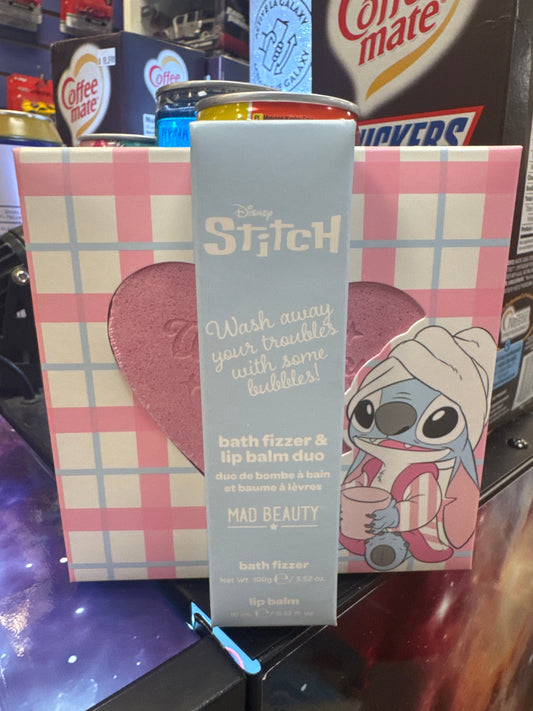 Coffee
mate
Coffee
mate
GALAXY
Coffee
mate
SNICKERS
Disney
Stitch
Wash away
your troubles
with some
bubbles!
bath fizzer &
lip balm duo
duo de bombe à bain
et baume à lèvres
MAD BEAUTY
bath fizzer
Net wt. 100g e / 3.52 oz.
lip balm